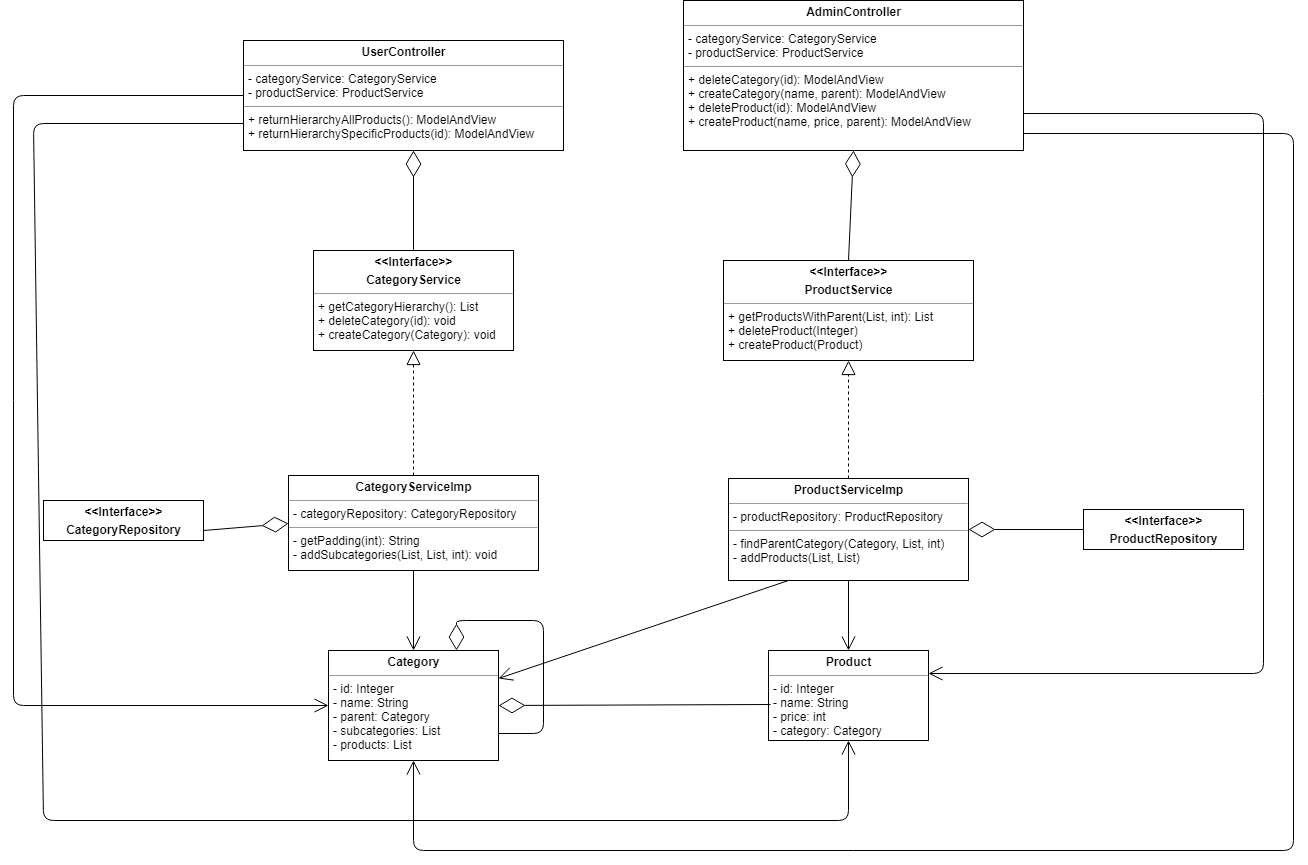 AdminController
- categoryService: CategoryService
- productService: ProductService
+ deleteCategory(id): ModelAndView
+ createCategory(name, parent): ModelAndView
+ deleteProduct(id): ModelAndView
+ createProduct(name, price, parent): ModelAndView
UserController
- categoryService: CategoryService
- productService: ProductService
+ returnHierarchyAllProducts(): ModelAndView
+ returnHierarchySpecificProducts(id): ModelAndView
<<Interface>>
CategoryService
+ getCategoryHierarchy(): List
+ deleteCategory(id): void
+ createCategory(Category): void
<<Interface>>
ProductService
+ getProductsWithParent(List, int): List
+ deleteProduct(Integer)
+ createProduct(Product)
<<Interface>>
CategoryRepository
CategoryServiceImp
- categoryRepository: CategoryRepository
- getPadding(int): String
- addSubcategories(List, List, int): void
ProductServiceImp
- productRepository: ProductRepository
- findParentCategory(Category, List, int)
- addProducts(List, List)
<<Interface>>
ProductRepository
Category
- id: Integer
- name: String
- parent: Category
- subcategories: List
- products: List
Product
- id: Integer
- name: String
- price: int
- category: Category